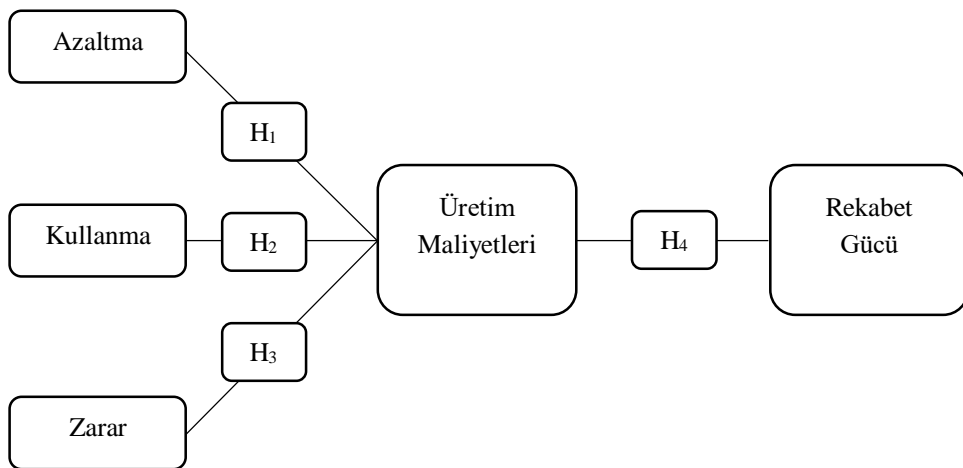 Azaltma
H₁
Kullanma
H₂
Üretim
Maliyetleri
H₄
Rekabet
Gücü
H₃
Zarar